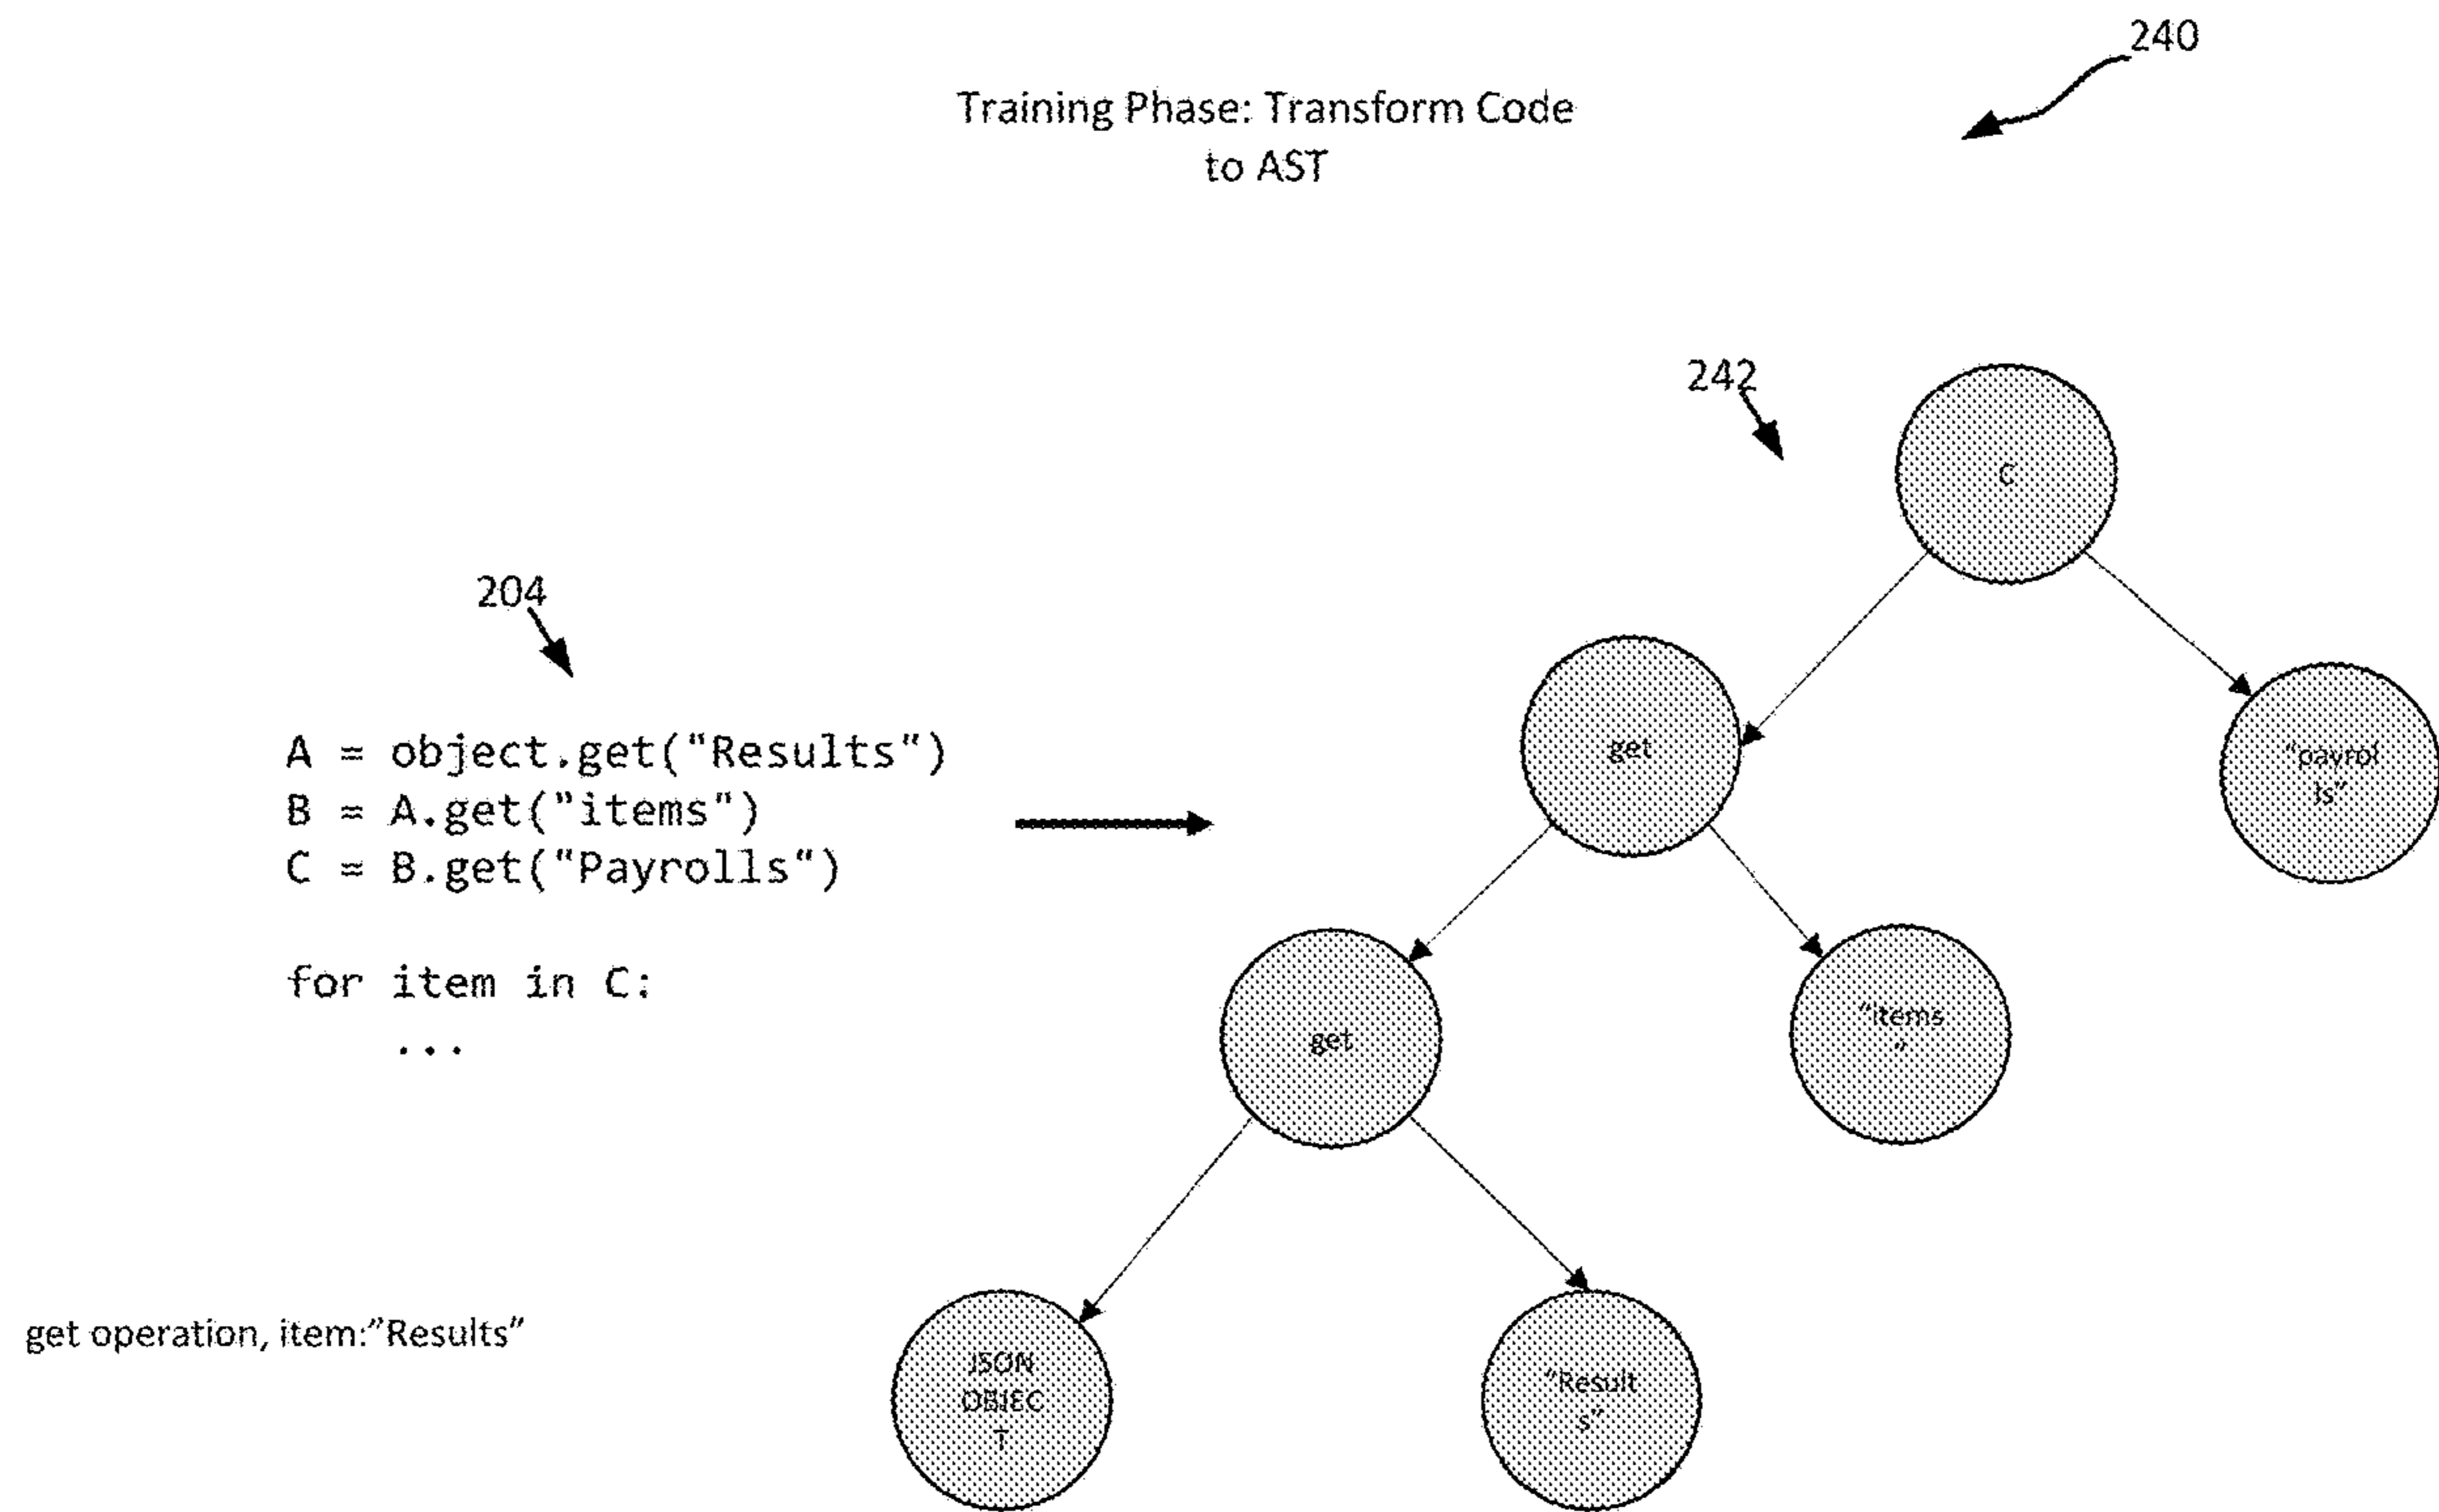 240
Training Phase: Transform Code
to AST
242
C
204
get
"payrol
ls"
A = object.get("Results")
B = A.get("items")
C = B.get("Payrolls")
for item in C:
...
get
"items
"
get operation, item:"Results"
JSON
OBJEC
T
"Result
s"